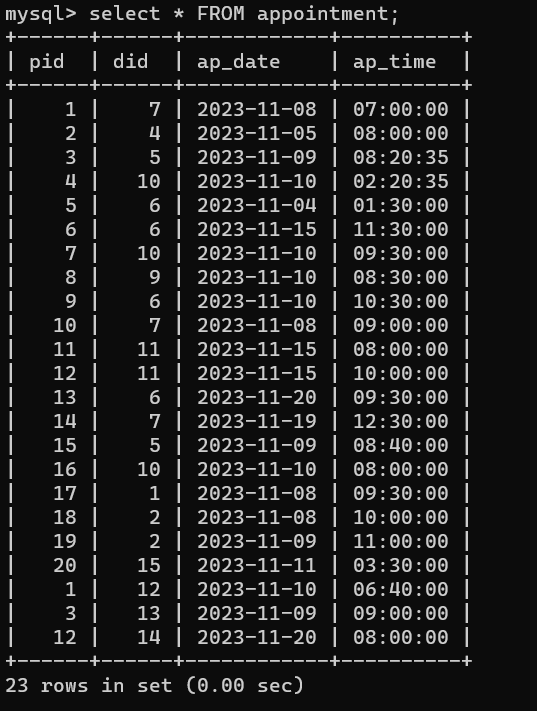 mysql> select * FROM appointment;
+------+------+------------+----------+
| pid  | did  | ap_date    | ap_time  |
+------+------+------------+----------+
|    1 |    7 | 2023-11-08 | 07:00:00 |
|    2 |    4 | 2023-11-05 | 08:00:00 |
|    3 |    5 | 2023-11-09 | 08:20:35 |
|    4 |   10 | 2023-11-10 | 02:20:35 |
|    5 |    6 | 2023-11-04 | 01:30:00 |
|    6 |    6 | 2023-11-15 | 11:30:00 |
|    7 |   10 | 2023-11-10 | 09:30:00 |
|    8 |    9 | 2023-11-10 | 08:30:00 |
|    9 |    6 | 2023-11-10 | 10:30:00 |
|   10 |    7 | 2023-11-08 | 09:00:00 |
|   11 |   11 | 2023-11-15 | 08:00:00 |
|   12 |   11 | 2023-11-15 | 10:00:00 |
|   13 |    6 | 2023-11-20 | 09:30:00 |
|   14 |    7 | 2023-11-19 | 12:30:00 |
|   15 |    5 | 2023-11-09 | 08:40:00 |
|   16 |   10 | 2023-11-10 | 08:00:00 |
|   17 |    1 | 2023-11-08 | 09:30:00 |
|   18 |    2 | 2023-11-08 | 10:00:00 |
|   19 |    2 | 2023-11-09 | 11:00:00 |
|   20 |   15 | 2023-11-11 | 03:30:00 |
|    1 |   12 | 2023-11-10 | 06:40:00 |
|    3 |   13 | 2023-11-09 | 09:00:00 |
|   12 |   14 | 2023-11-20 | 08:00:00 |
+------+------+------------+----------+
23 rows in set (0.00 sec)